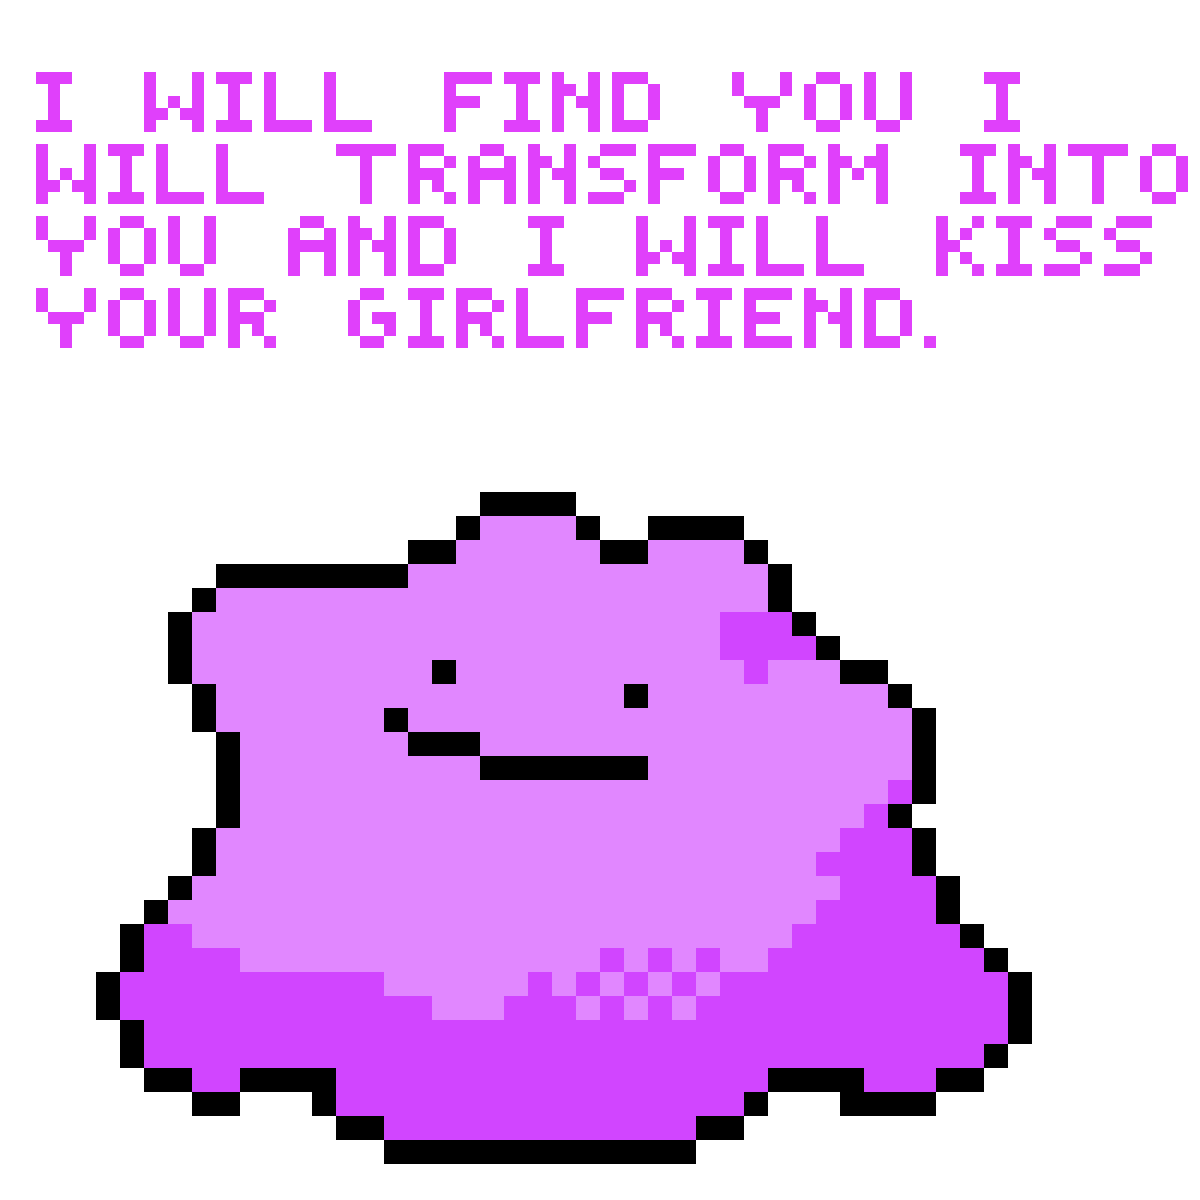 I WILL FIND YOU I
WILL TRANSFORM INTO
YOU AND I WILL KISS
YOUR GIRLFRIEND.